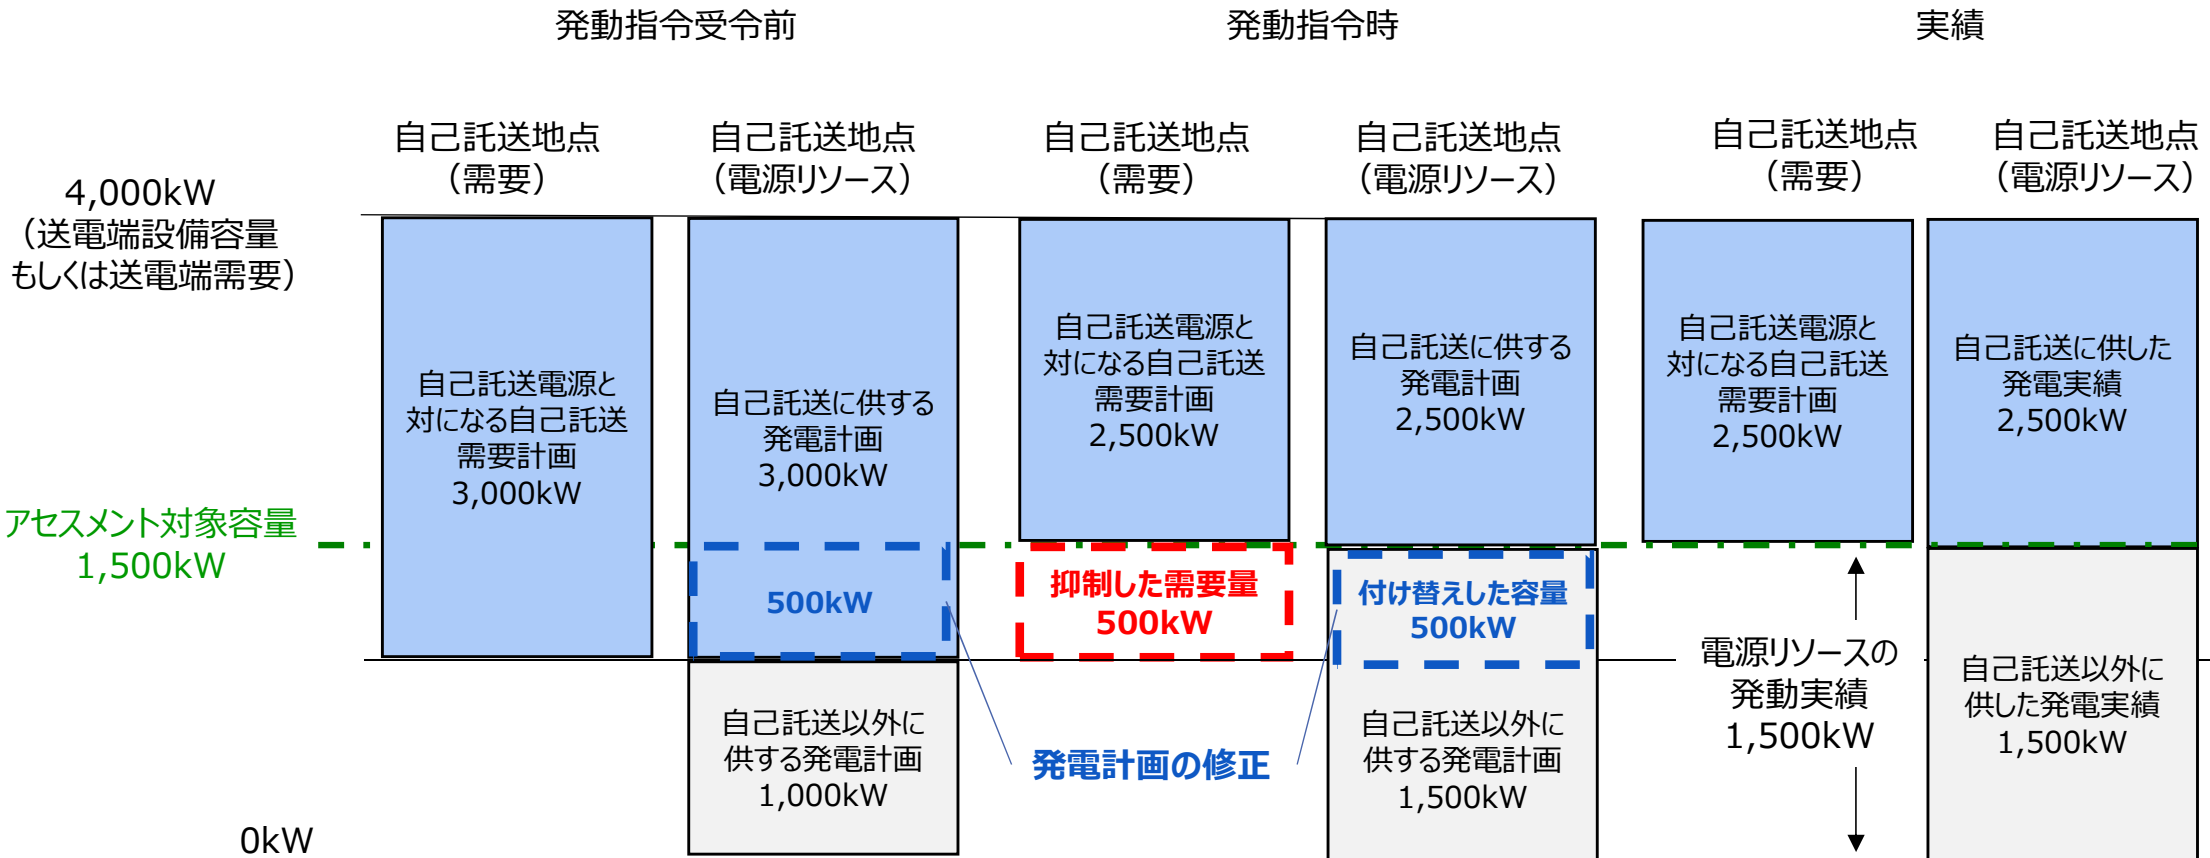 発動指令受令前
発動指令時
実績
自己託送地点
（需要）
自己託送地点
（電源リソース）
自己託送地点
（需要）
自己託送地点
（電源リソース）
自己託送地点
（需要）
自己託送地点
（電源リソース）
4,000kW
（送電端設備容量
もしくは送電端需要）
アセスメント対象容量
1,500kW
0kW
自己託送電源と
対になる自己託送
需要計画
3,000kW
自己託送に供する
発電計画
3,000kW
500kW
自己託送以外に
供する発電計画
1,000kW
自己託送電源と
対になる自己託送
需要計画
2,500kW
抑制した需要量
500kW
発電計画の修正
自己託送に供する
発電計画
2,500kW
付け替えした容量
500kW
自己託送以外に
供する発電計画
1,500kW
自己託送電源と
対になる自己託送
需要計画
2,500kW
電源リソースの
発動実績
1,500kW
自己託送に供した
発電実績
2,500kW
自己託送以外に
供した発電実績
1,500kW